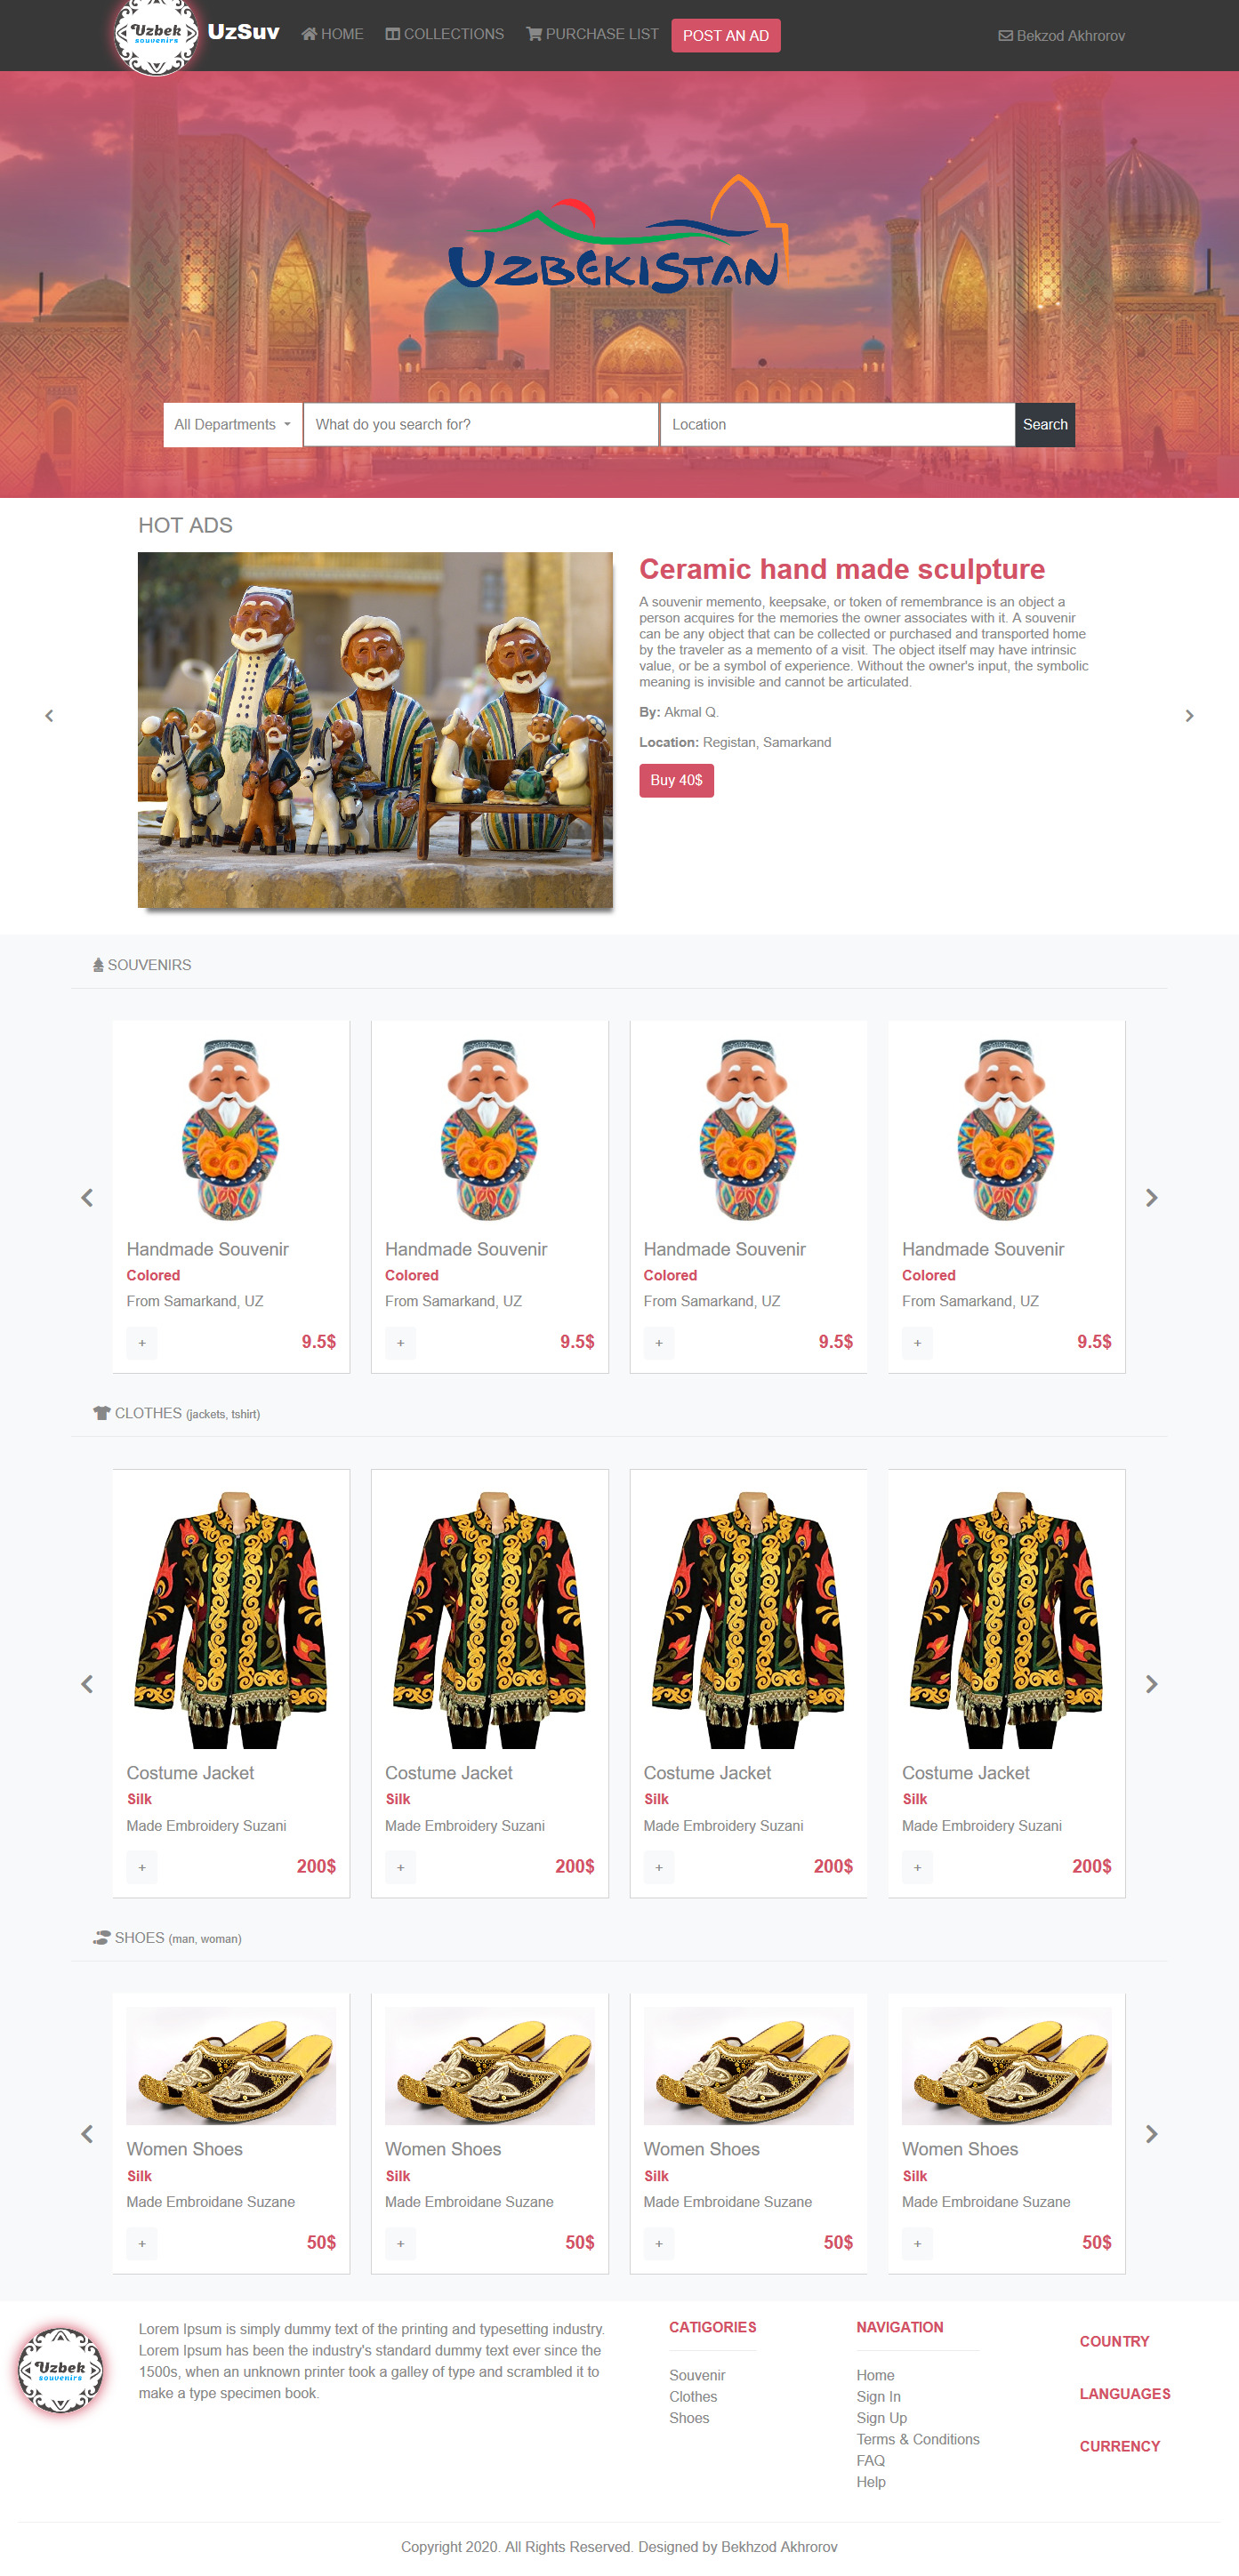 Uzbek
souvenirs
UzSuv
HOME
COLLECTIONS
PURCHASE LIST
POST AN AD
Bekzod Akhrorov
UZBEKISTAN
All Departments
What do you search for?
Location
Search
HOT ADS
Ceramic hand made sculpture
A souvenir memento, keepsake, or token of remembrance is an object a
person acquires for the memories the owner associates with it. A souvenir
can be any object that can be collected or purchased and transported home
by the traveler as a memento of a visit. The object itself may have intrinsic
value, or be a symbol of experience. Without the owner's input, the symbolic
meaning is invisible and cannot be articulated.
By: Akmal Q.
Location: Registan, Samarkand
Buy 40$
SOUVENIRS
Handmade Souvenir
Colored
From Samarkand, UZ
+ 9.5$
Handmade Souvenir
Colored
From Samarkand, UZ
+ 9.5$
Handmade Souvenir
Colored
From Samarkand, UZ
+ 9.5$
Handmade Souvenir
Colored
From Samarkand, UZ
+ 9.5$
CLOTHES (jackets, tshirt)
Costume Jacket
Silk
Made Embroidery Suzani
+ 200$
Costume Jacket
Silk
Made Embroidery Suzani
+ 200$
Costume Jacket
Silk
Made Embroidery Suzani
+ 200$
Costume Jacket
Silk
Made Embroidery Suzani
+ 200$
SHOES (man, woman)
Women Shoes
Silk
Made Embroidane Suzane
+ 50$
Women Shoes
Silk
Made Embroidane Suzane
+ 50$
Women Shoes
Silk
Made Embroidane Suzane
+ 50$
Women Shoes
Silk
Made Embroidane Suzane
+ 50$
Uzbek
souvenirs
Lorem Ipsum is simply dummy text of the printing and typesetting industry.
Lorem Ipsum has been the industry's standard dummy text ever since the
1500s, when an unknown printer took a galley of type and scrambled it to
make a type specimen book.
CATIGORIES
Souvenir
Clothes
Shoes
NAVIGATION
Home
Sign In
Sign Up
Terms & Conditions
FAQ
Help
COUNTRY
LANGUAGES
CURRENCY
Copyright 2020. All Rights Reserved. Designed by Bekhzod Akhrorov